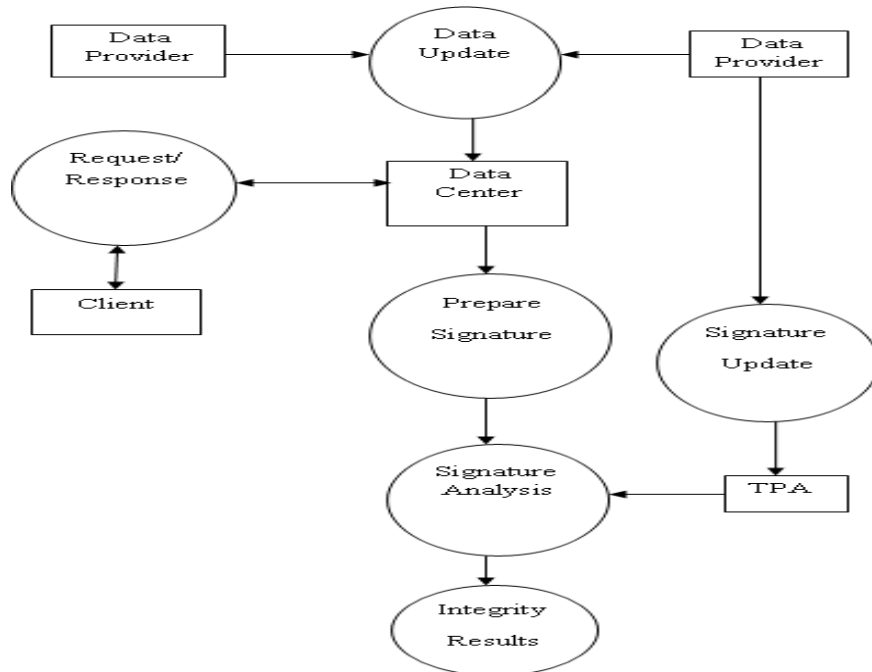 Data
Provider
Data
Update
Data
Provider
Request/
Response
Data
Center
Client
Prepare
Signature
Signature
Update
Signature
Analysis
TPA
Integrity
Results